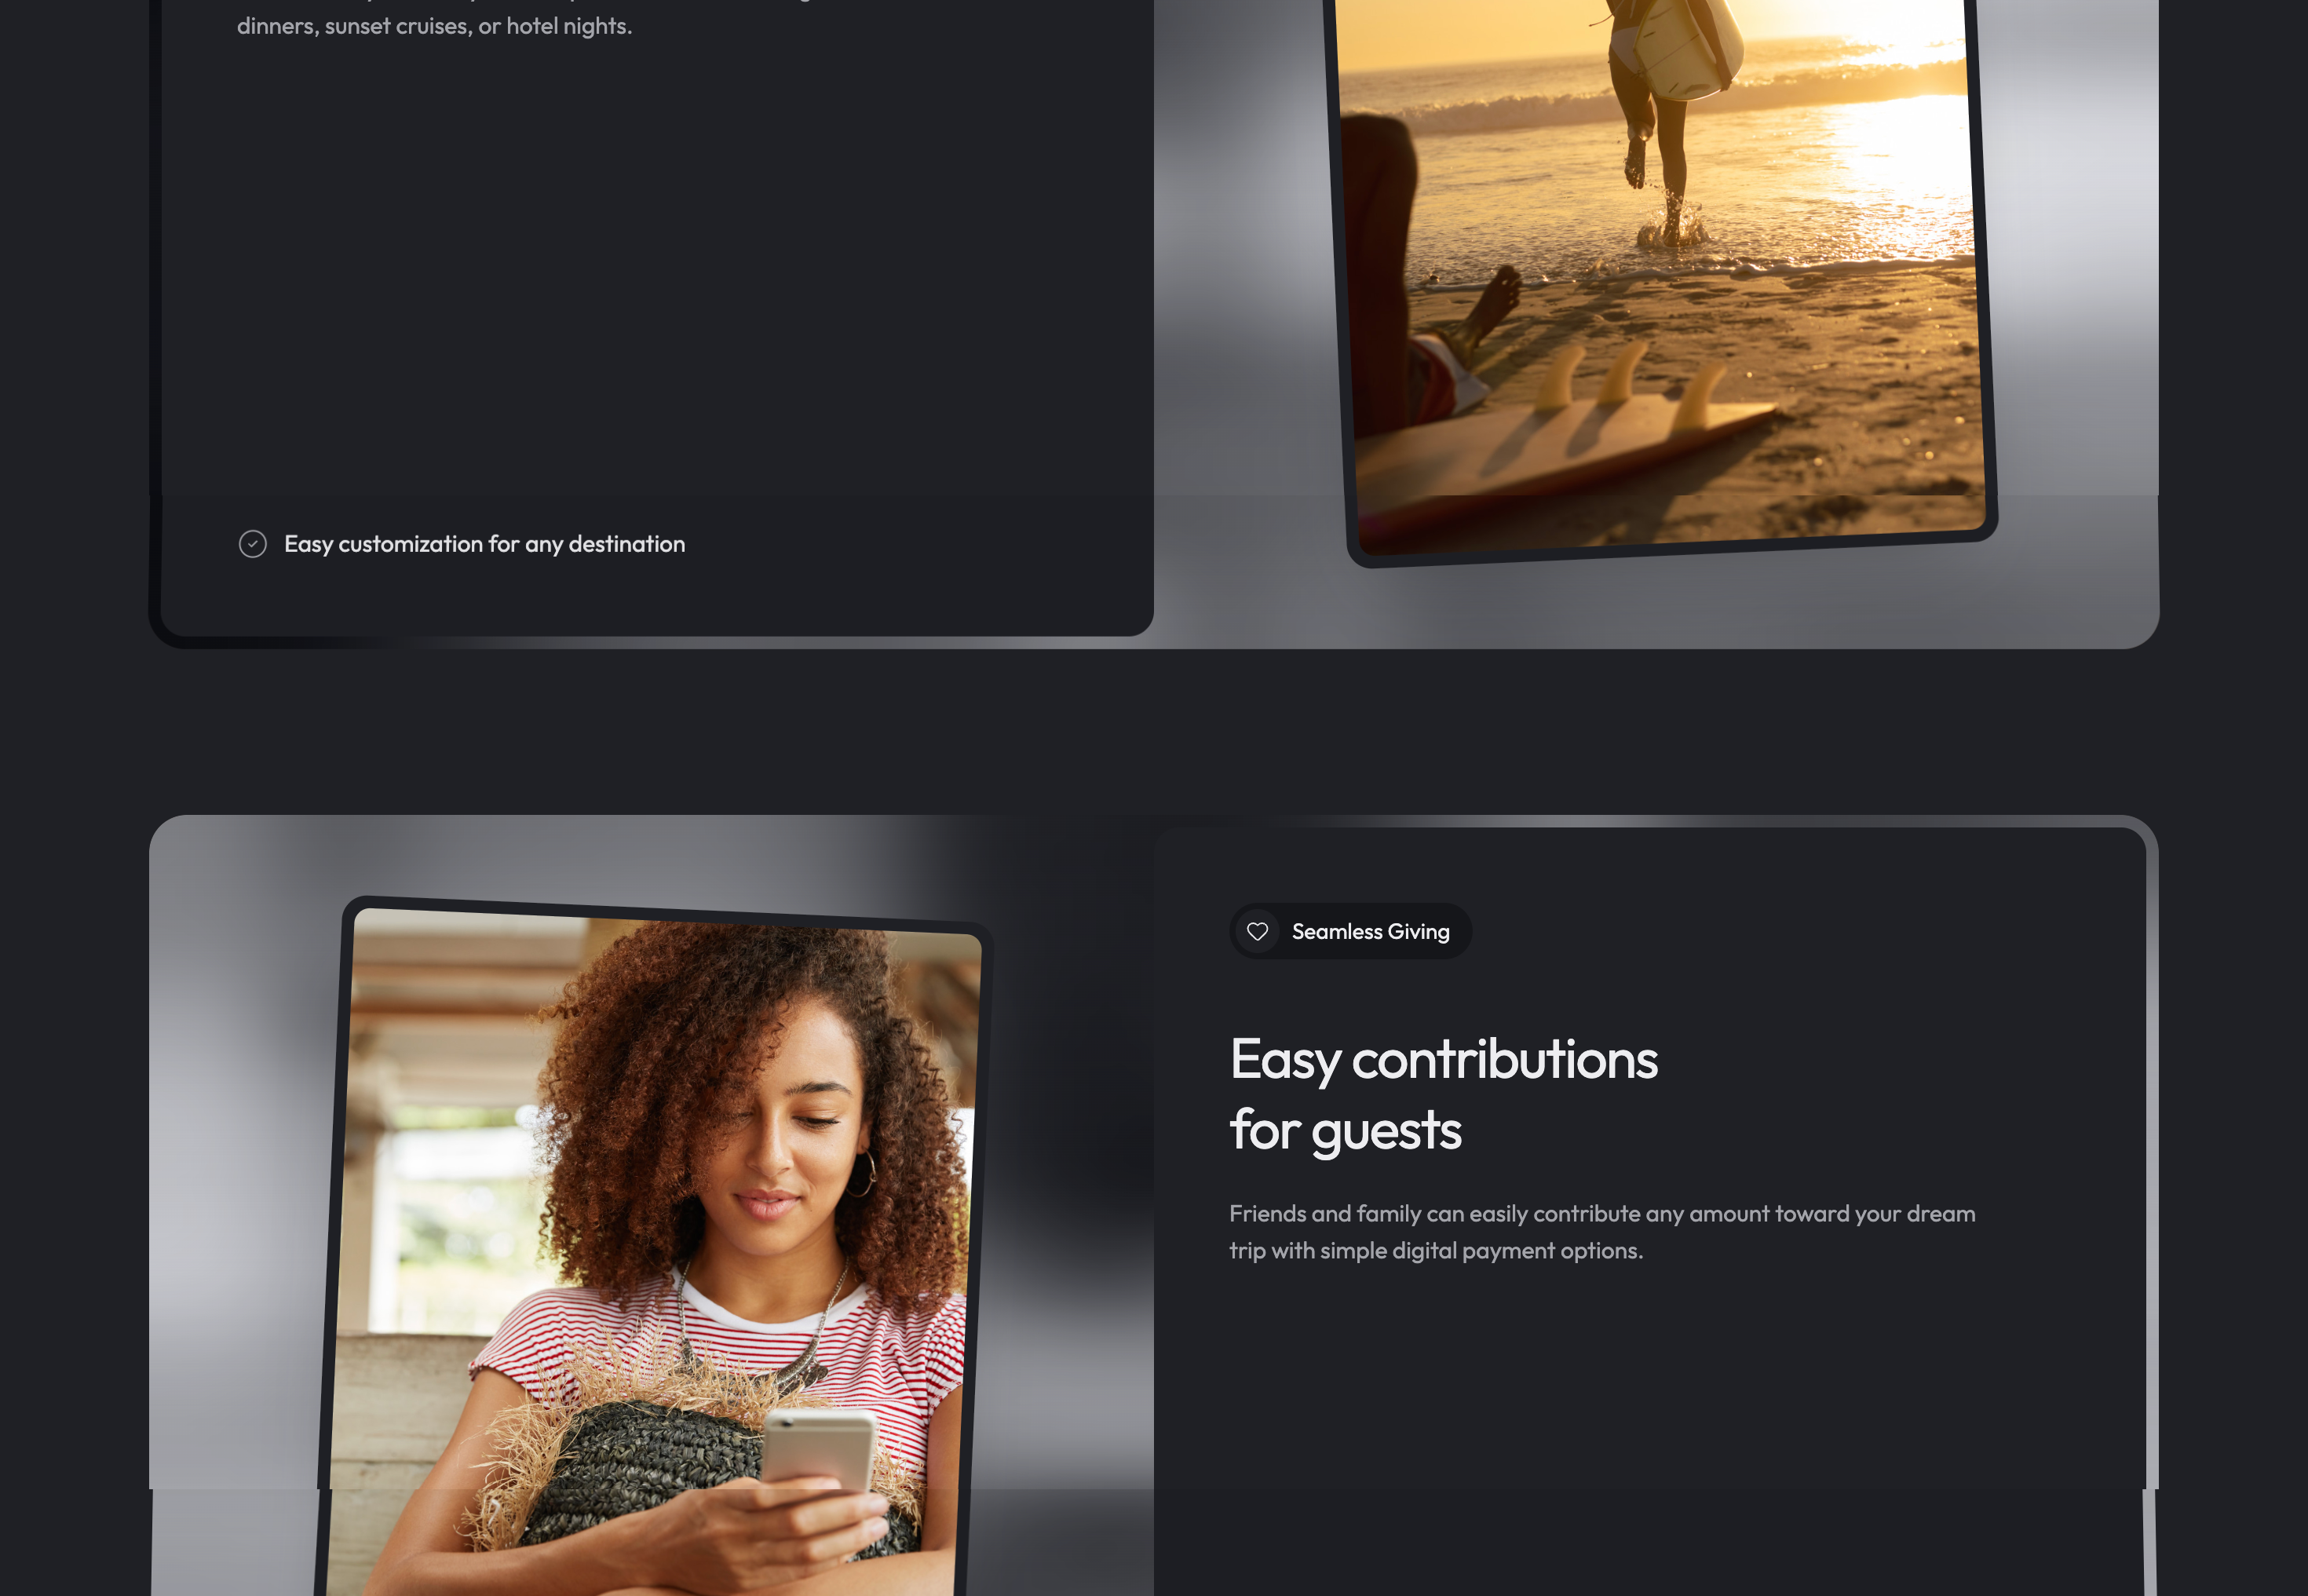 dinners, sunset cruises, or hotel nights.
Easy customization for any destination
Seamless Giving
Easy contributions
for guests
Friends and family can easily contribute any amount toward your dream
trip with simple digital payment options.